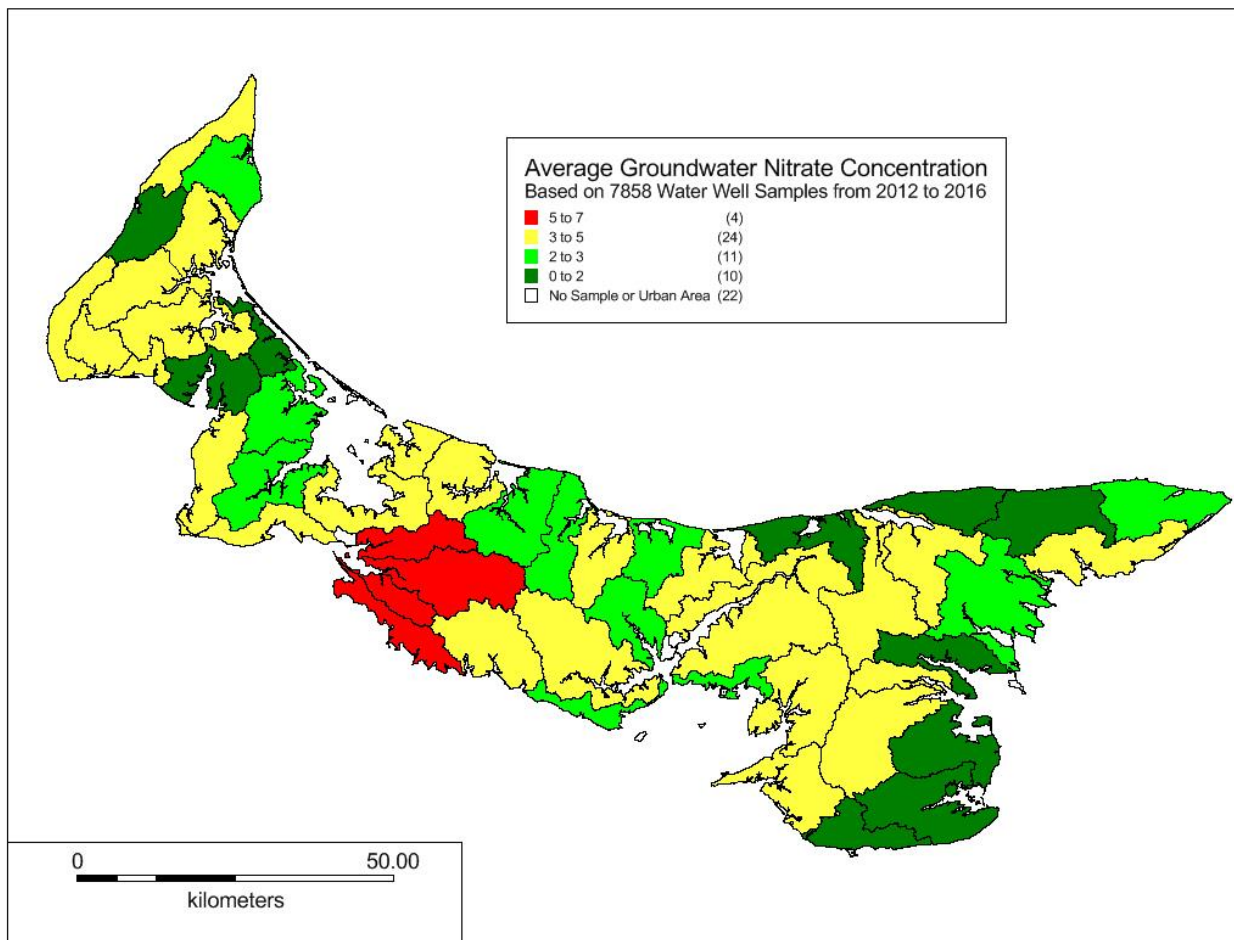 Average Groundwater Nitrate Concentration
Based on 7858 Water Well Samples from 2012 to 2016
5 to 7 (4)
3 to 5 (24)
2 to 3 (11)
0 to 2 (10)
No Sample or Urban Area (22)
0 50.00
kilometers